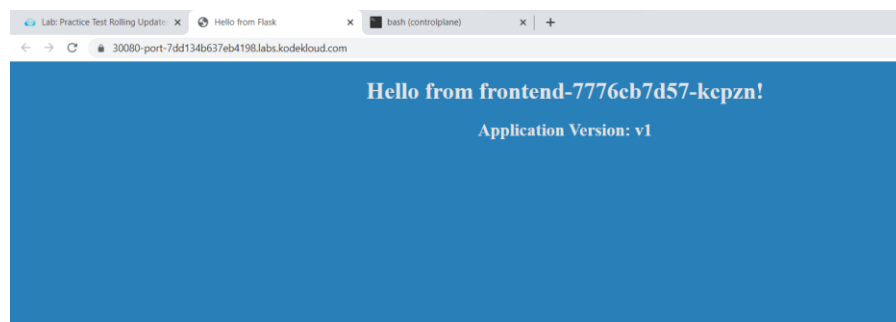 Lab: Practice Test Rolling Update
Hello from Flask
bash (controlplane)
30080-port-7dd134b637eb4198.labs.kodekloud.com
Hello from frontend-7776cb7d57-kcpzn!
Application Version: v1